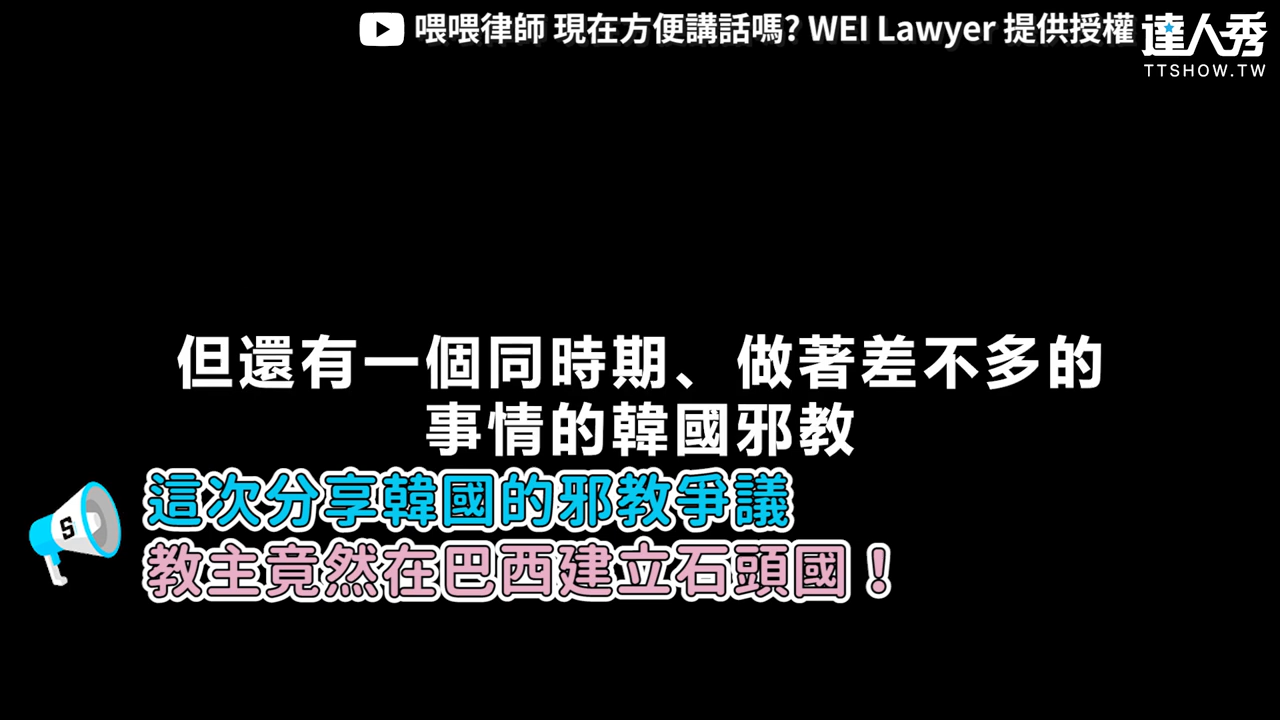 喂喂律師 現在方便講話嗎? WEI Lawyer 提供授權
達人秀
TTSHOW.TW
但還有一個同時期、做著差不多的
事情的韓國邪教
S
這次分享韓國的邪教爭議
教主竟然在巴西建立石頭國！